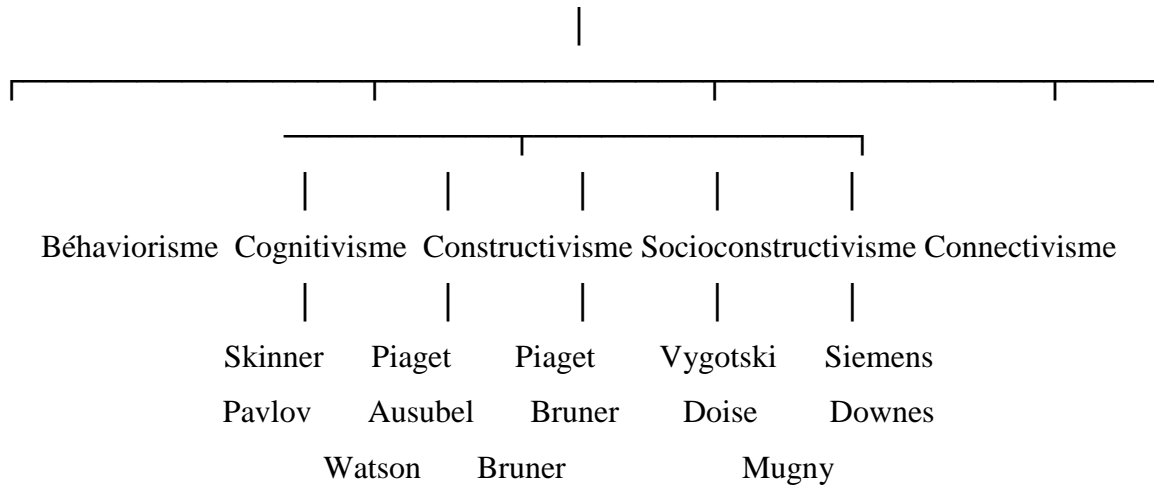 Béhaviorisme Cognitivisme Constructivisme Socioconstructivisme Connectivisme
Skinner Piaget Piaget Vygotski Siemens
Pavlov Ausubel Bruner Doise Downes
Watson Bruner Mugny